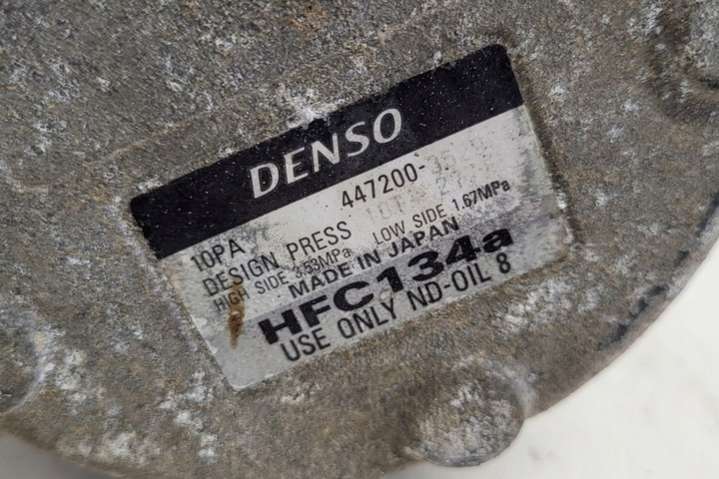 DENSO
447200-
10PA
DESIGN PRESS
HIGH SIDE 3.53MPa LOW SIDE 1.67MPa
MADE IN JAPAN
HFC134a
USE ONLY ND-OIL 8